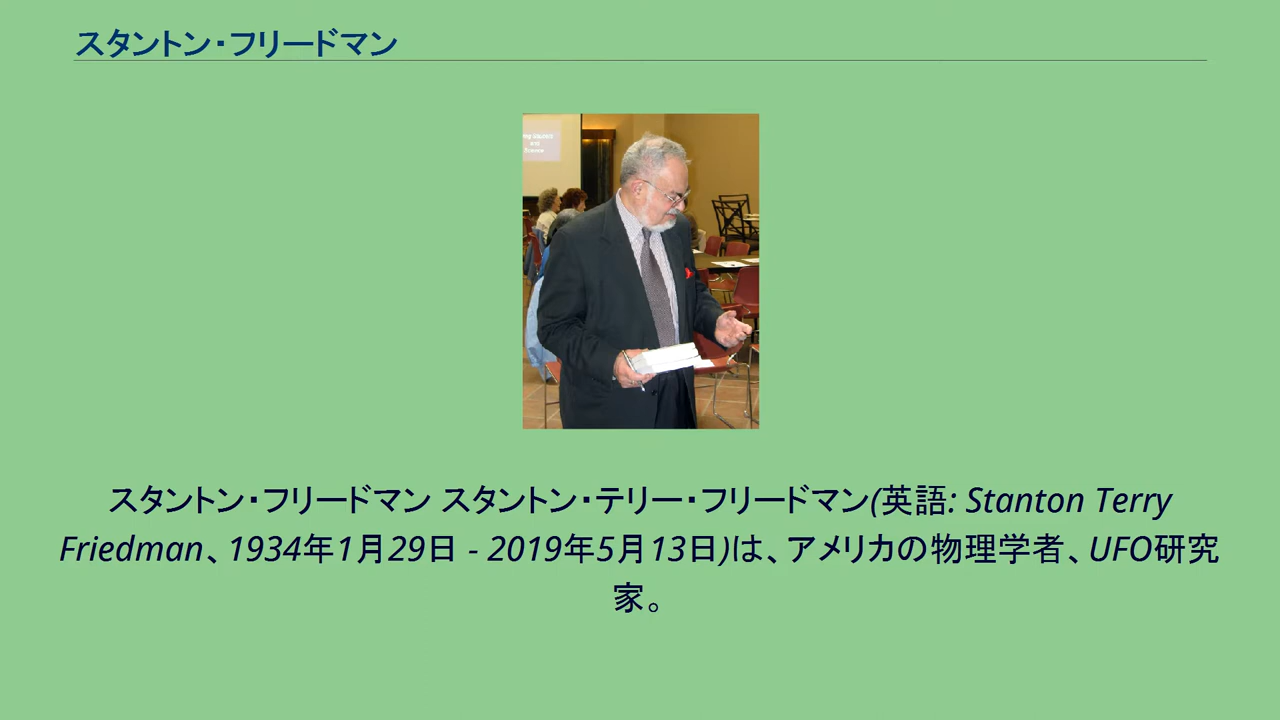 スタントン・フリードマン
スタントン・フリードマン スタントン・テリー・フリードマン(英語: Stanton Terry
Friedman、1934年1月29日 - 2019年5月13日)は、アメリカの物理学者、UFO研究
家。